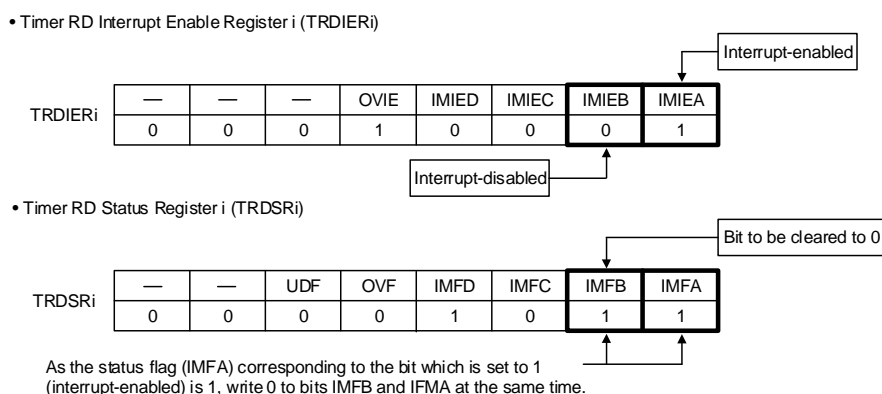 • Timer RD Interrupt Enable Register i (TRDIERi)
Interrupt-enabled
— — — OVIE IMIED IMIEC IMIEB IMIEA
TRDIERi
0 0 0 1 0 0 0 1
Interrupt-disabled
• Timer RD Status Register i (TRDSRi)
Bit to be cleared to 0
— — UDF OVF IMFD IMFC IMFB IMFA
TRDSRi
0 0 0 0 1 0 1 1
As the status flag (IMFA) corresponding to the bit which is set to 1
(interrupt-enabled) is 1, write 0 to bits IMFB and IFMA at the same time.